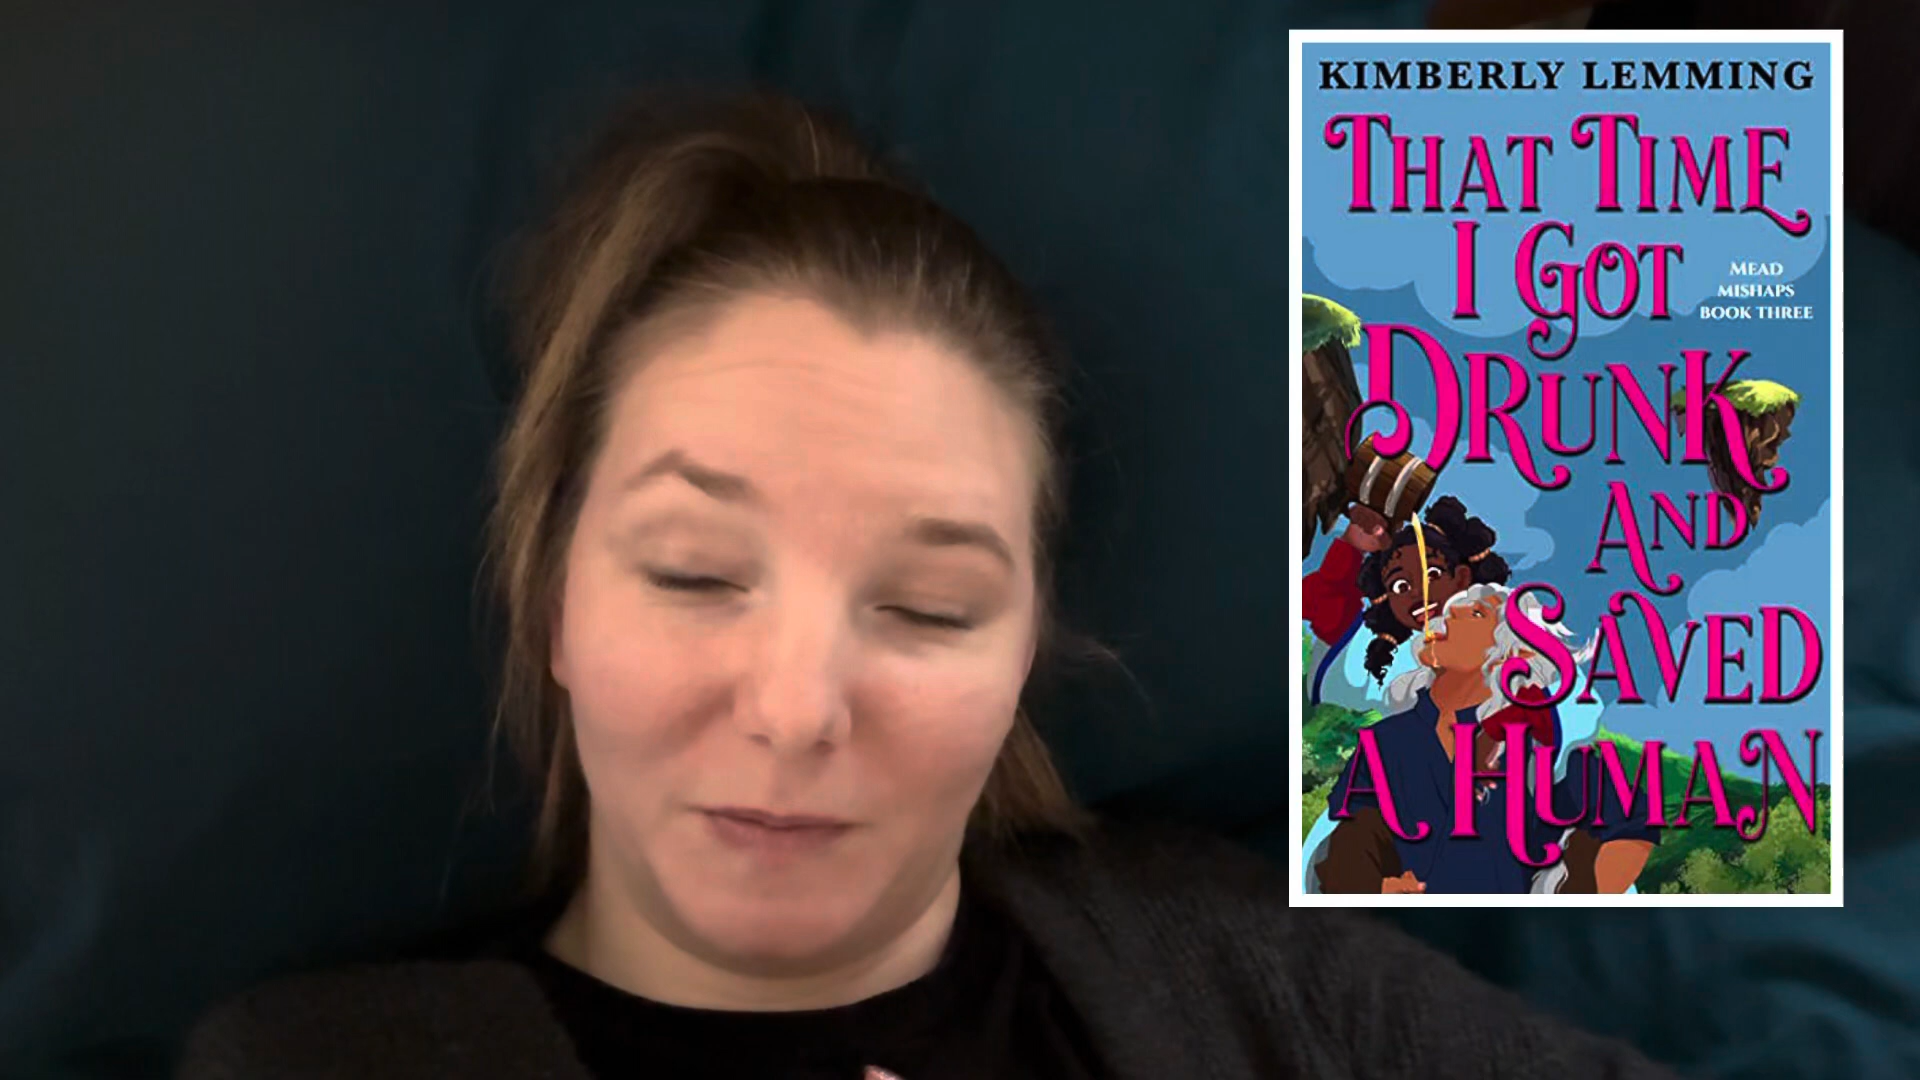 KIMBERLY LEMMING
THAT TIME
I GOT
MEAD
MISHAPS
BOOK THREE
DRUNK
AND
SAVED
A HUMAN